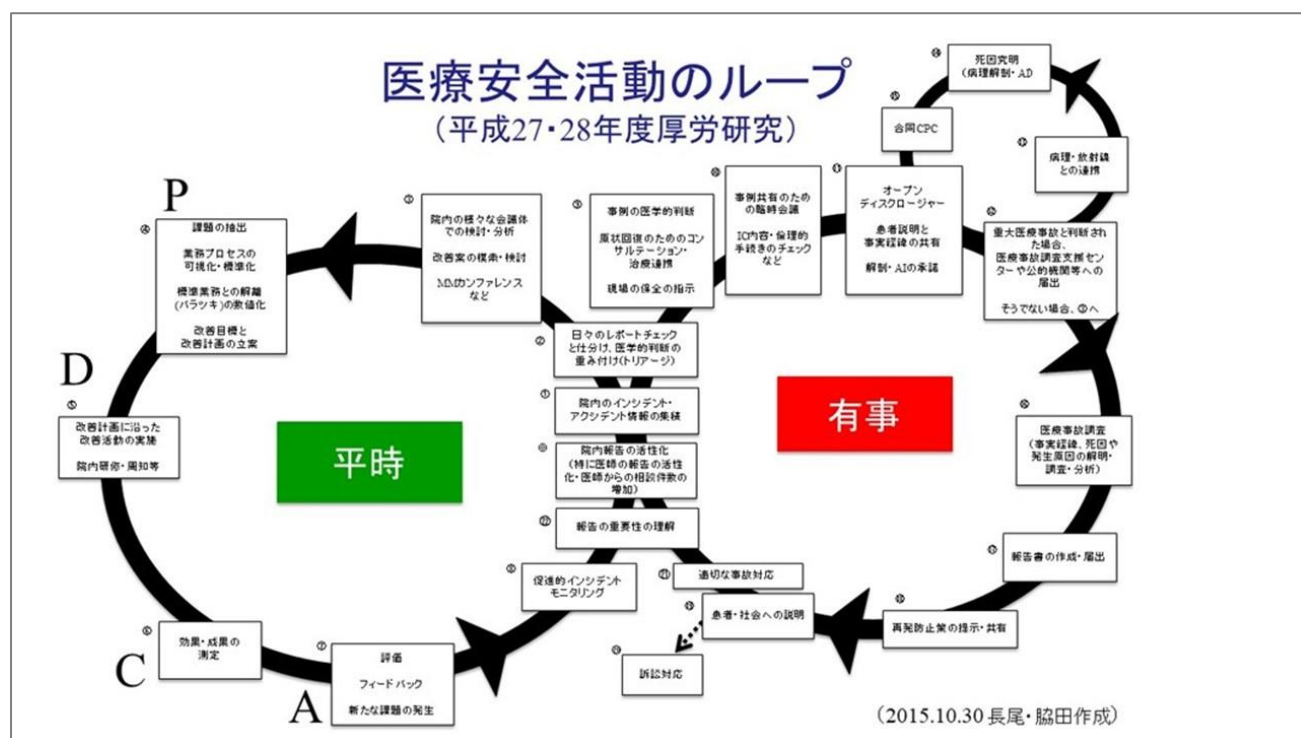 医療安全活動のループ
(平成27・28年度厚労研究)
P
④
課題の抽出
業務プロセスの
可視化・標準化
標準業務との解離
(バラツキ)の数値化
改善目標と
改善計画の立案
D
⑤
改善計画に沿った
改善活動の実施
院内研修・周知等
C
⑥
効果・成果の
測定
A
⑦
評価
フィードバック
新たな課題の発生
⑧
促進的インシデント
モニタリング
平時
③
院内の様々な会議体
での検討・分析
改善案の模索・検討
MMカンファレンス
など
②
日々のレポートチェック
と仕分け、医学的判断の
重み付け(トリアージ)
①
院内のインシデント・
アクシデント情報の集積
院内報告の活性化
(特に医師の報告の活性
化・医師からの相談件数の
増加)
㉒
報告の重要性の理解
有事
事例の医学的判断
原状回復のためのコン
サルテーション・
治療連携
現場の保全の指示
⑩
事例共有のため
の臨時会議
IC内容・倫理的
手続きのチェック
など
⑪
オープン
ディスクロージャー
患者説明と
事実経緯の共有
解剖・AIの承諾
⑫
重大医療事故と判断され
た場合、
医療事故調査支援セン
ターや公的機関等への
届出
そうでない場合、③へ
⑬
病理・放射線
との連携
⑭
死因究明
(病理解剖・AI)
⑮
合同CPC
⑯
医療事故調査
(事実経緯、死因や
発生原因の解明・
調査・分析)
⑰
報告書の作成・届出
⑱
再発防止策の提示・共有
⑲
患者・社会への説明
訴訟対応
㉑
適切な事故対応
(2015.10.30 長尾・脇田作成)